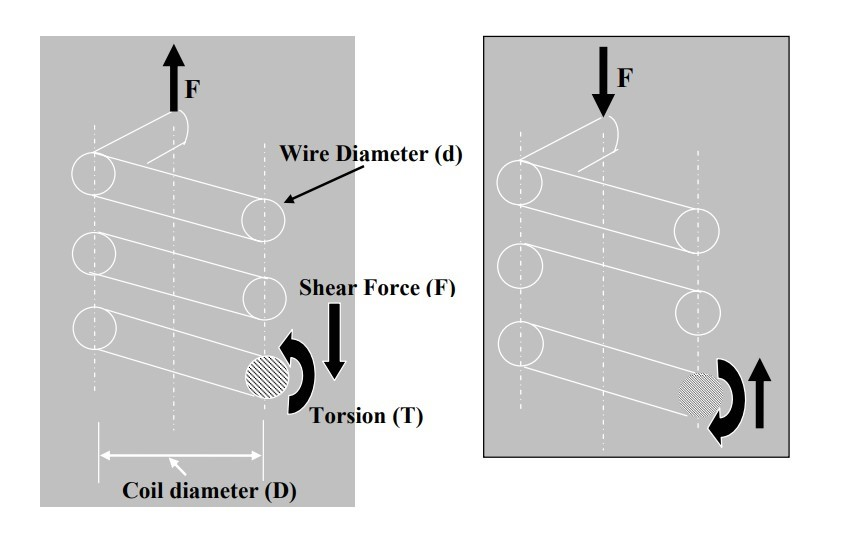 F
Wire Diameter (d)
Shear Force (F)
Torsion (T)
Coil diameter (D)
F